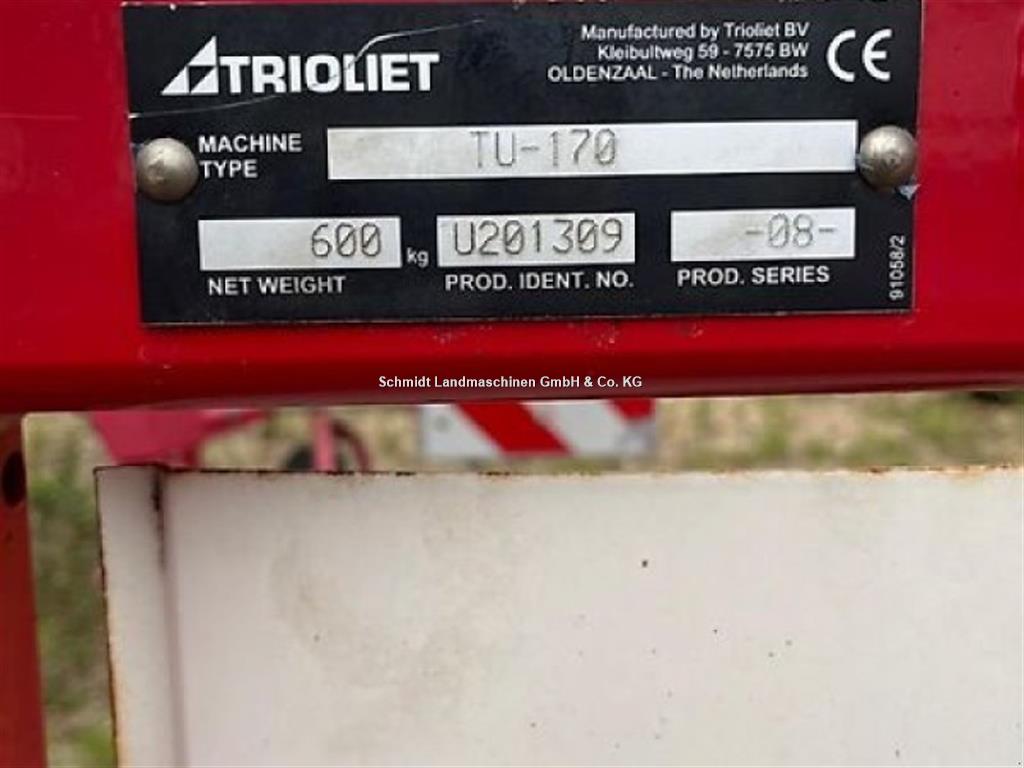 TRIOLIET
Manufactured by Trioliet BV
Kleibultweg 59 - 7575 BW
OLDENZAAL - The Netherlands
CE
MACHINE
TYPE
TU-170
600 kg
U201309
-08-
NET WEIGHT
PROD. IDENT. NO.
PROD. SERIES
91058/2
Schmidt Landmaschinen GmbH & Co. KG